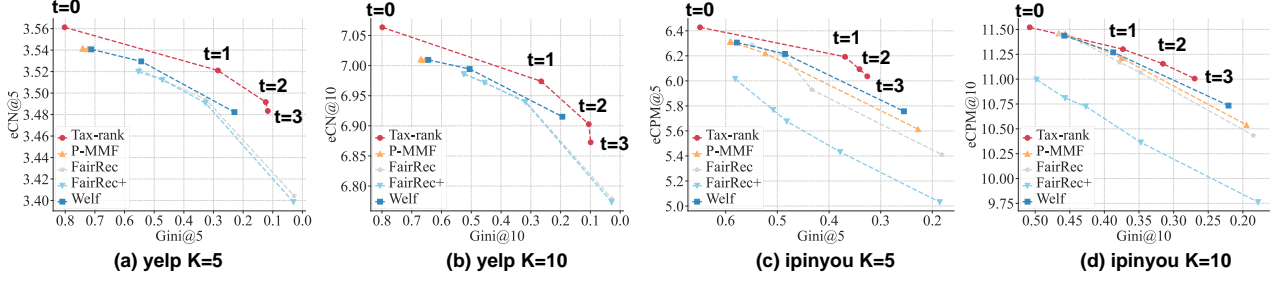 t=0
t=1
t=2
t=3
3.56
3.54
3.52
3.50
3.48
3.46
3.44
3.42
3.40
eCN@5
Tax-rank
P-MMF
FairRec
FairRec+
Welf
0.8 0.7 0.6 0.5 0.4 0.3 0.2 0.1 0.0
Gini@5
(a) yelp K=5
t=0
t=1
t=2
t=3
7.05
7.00
6.95
6.90
6.85
6.80
eCN@10
Tax-rank
P-MMF
FairRec
FairRec+
Welf
0.8 0.7 0.6 0.5 0.4 0.3 0.2 0.1 0.0
Gini@10
(b) yelp K=10
t=0
t=1
t=2
t=3
6.4
6.2
6.0
5.8
5.6
5.4
5.2
5.0
eCPM@5
Tax-rank
P-MMF
FairRec
FairRec+
Welf
0.6 0.5 0.4 0.3 0.2
Gini@5
(c) ipinyou K=5
t=0
t=1
t=2
t=3
11.50
11.25
11.00
10.75
10.50
10.25
10.00
9.75
eCPM@10
Tax-rank
P-MMF
FairRec
FairRec+
Welf
0.50 0.45 0.40 0.35 0.30 0.25 0.20
Gini@10
(d) ipinyou K=10